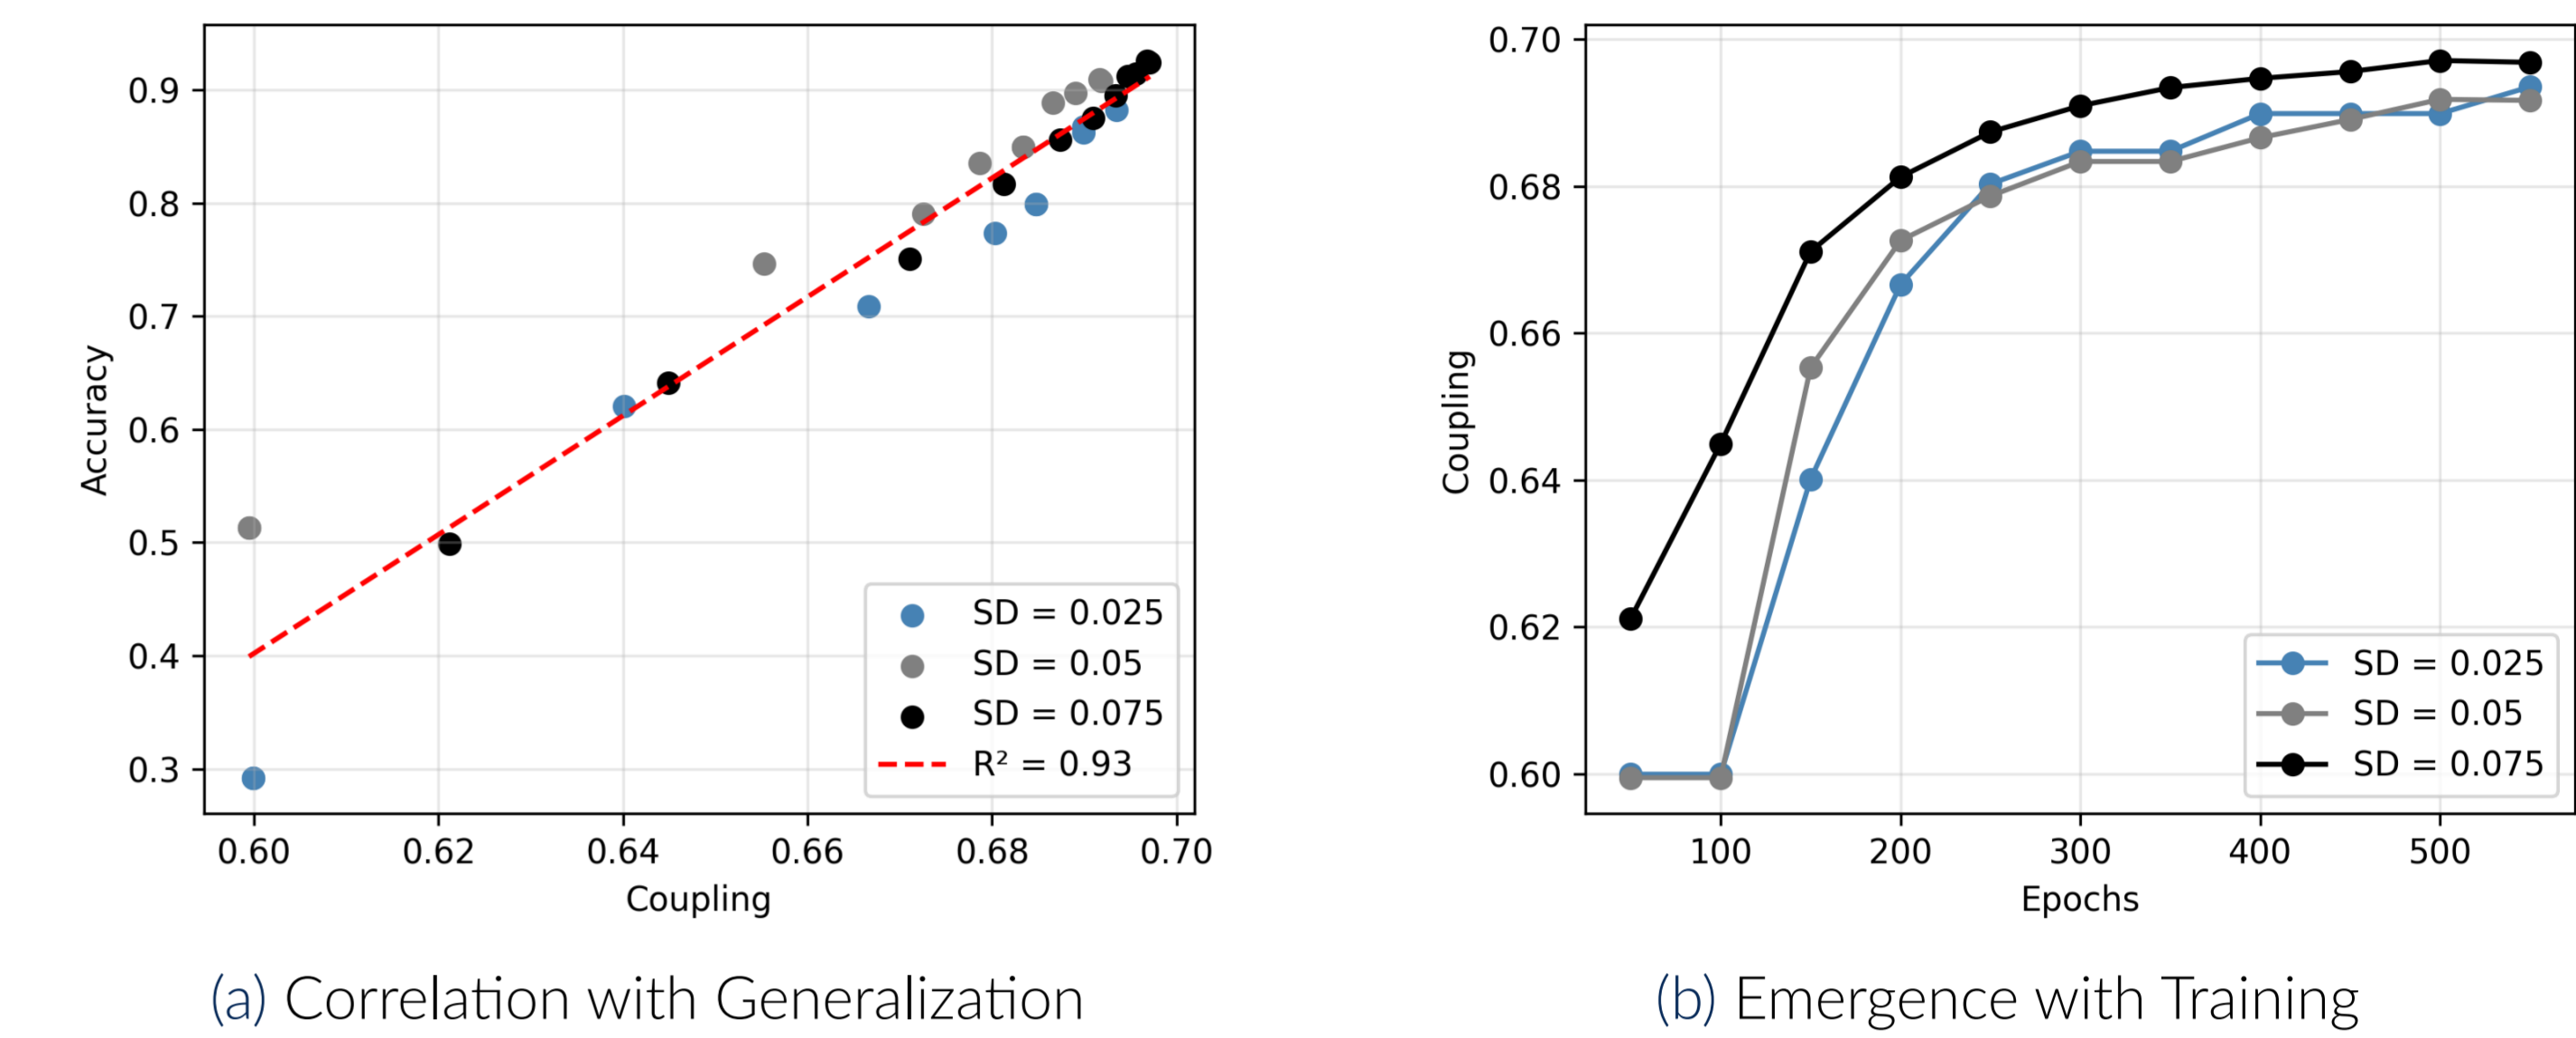 0.9
0.8
0.7
0.6
0.5
0.4
0.3
Accuracy
0.60 0.62 0.64 0.66 0.68 0.70
Coupling
SD = 0.025
SD = 0.05
SD = 0.075
R² = 0.93
(a) Correlation with Generalization
0.70
0.68
0.66
0.64
0.62
0.60
Coupling
100 200 300 400 500
Epochs
SD = 0.025
SD = 0.05
SD = 0.075
(b) Emergence with Training